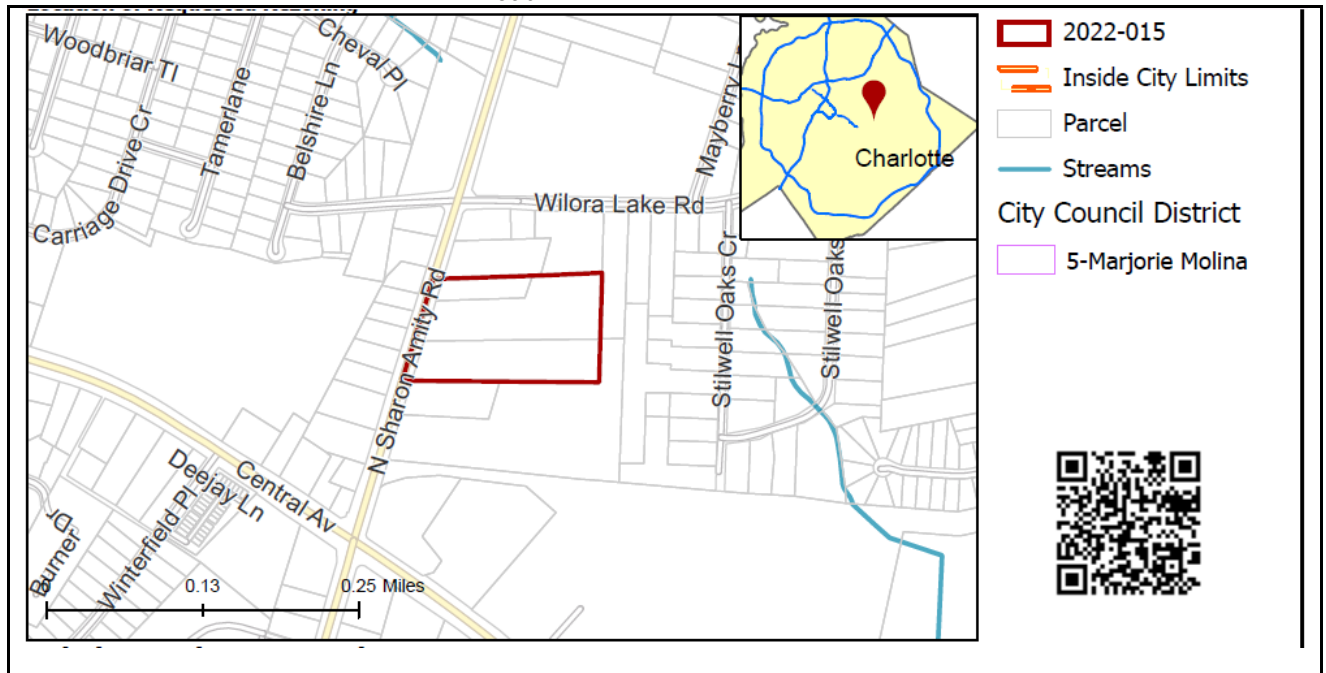 Woodbriar Tl
Cheval Pl
Carriage Drive Cr
Tamerlane
Belshire Ln
Mayberry L
Charlotte
Wilora Lake Rd
N Sharon Amity Rd
Stilwell Oaks Cr
Stilwell Oaks
Central Av
Deejay Ln
Winterfield Pl
Burner Dr
0 0.13 0.25 Miles
2022-015
Inside City Limits
Parcel
Streams
City Council District
5-Marjorie Molina